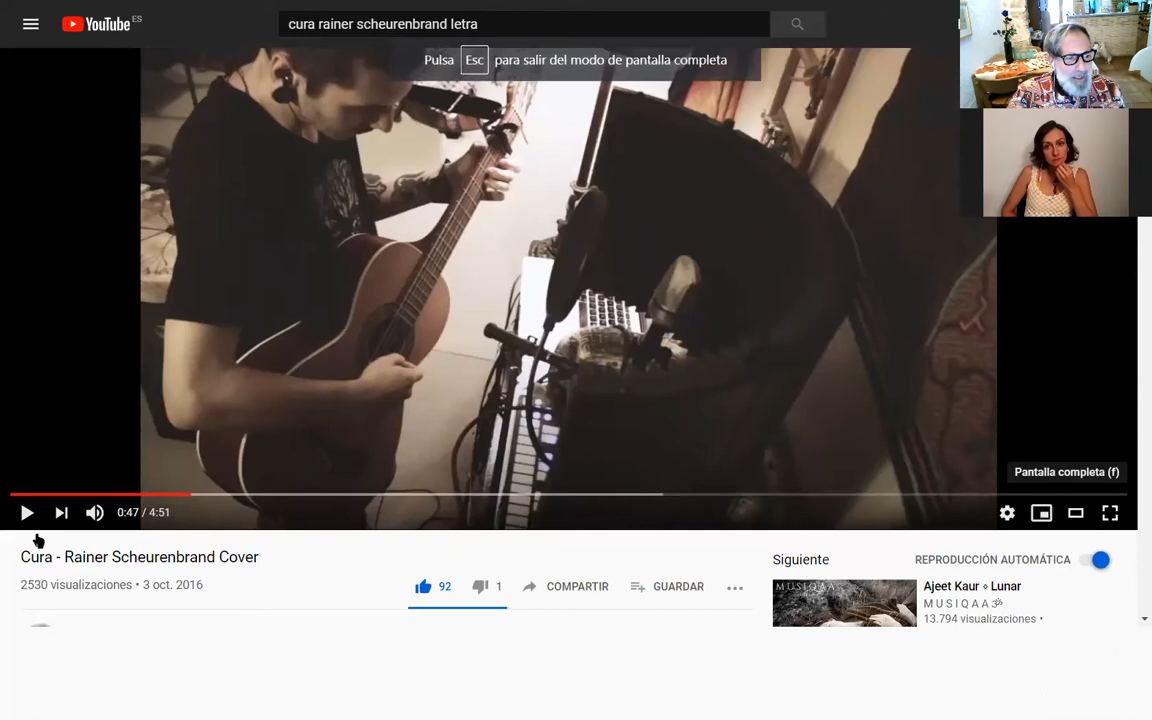 YouTube ES
cura rainer scheurenbrand letra
Pulsa Esc para salir del modo de pantalla completa
Pantalla completa (f)
0:47 / 4:51
Cura - Rainer Scheurenbrand Cover
2530 visualizaciones • 3 oct. 2016
92
1
COMPARTIR
GUARDAR
Siguiente
REPRODUCCIÓN AUTOMÁTICA
MUSIQAA
Ajeet Kaur ⋄ Lunar
M U S I Q A A ૐ
13.794 visualizaciones •